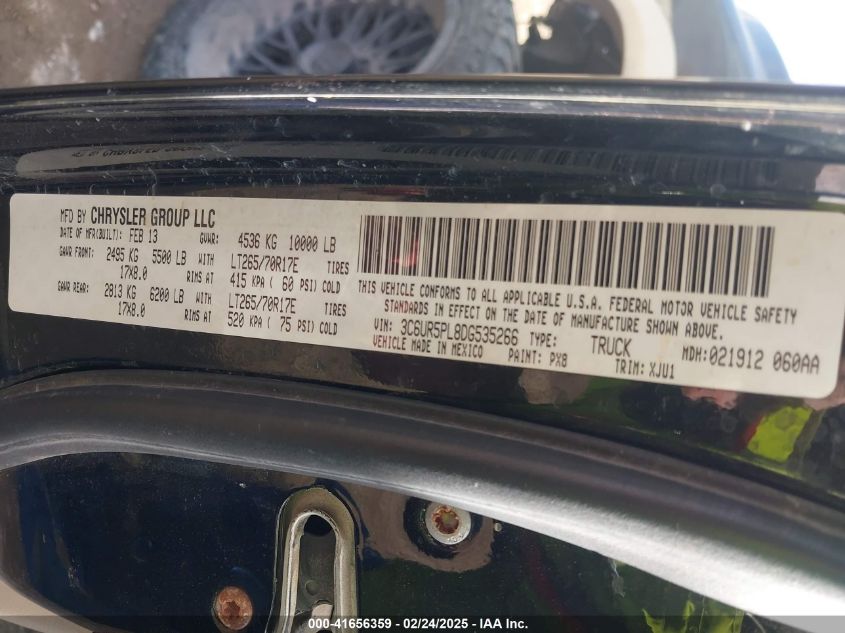 MFD BY CHRYSLER GROUP LLC
DATE OF MFR(BUILT): FEB 13 GVWR: 4536 KG 10000 LB
GAWR FRONT: 2495 KG 5500 LB WITH LT265/70R17E TIRES
17X8.0 RIMS AT 415 KPA ( 60 PSI) COLD
GAWR REAR: 2813 KG 6200 LB WITH LT265/70R17E TIRES
17X8.0 RIMS AT 520 KPA ( 75 PSI) COLD
THIS VEHICLE CONFORMS TO ALL APPLICABLE U.S.A. FEDERAL MOTOR VEHICLE SAFETY
STANDARDS IN EFFECT ON THE DATE OF MANUFACTURE SHOWN ABOVE.
VIN: 3C6UR5PL8DG535266 TYPE: TRUCK MDH:021912 060AA
VEHICLE MADE IN MEXICO PAINT: PX8 TRIM:XJU1
000-41656359 - 02/24/2025 - IAA Inc.